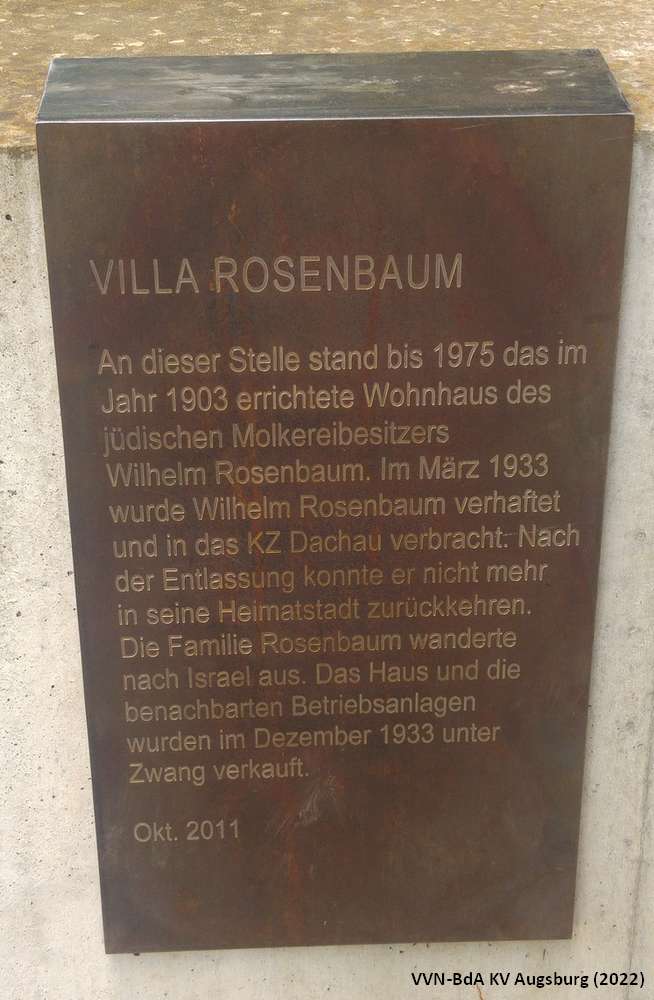 VILLA ROSENBAUM
An dieser Stelle stand bis 1975 das im
Jahr 1903 errichtete Wohnhaus des
jüdischen Molkereibesitzers
Wilhelm Rosenbaum. Im März 1933
wurde Wilhelm Rosenbaum verhaftet
und in das KZ Dachau verbracht. Nach
der Entlassung konnte er nicht mehr
in seine Heimatstadt zurückkehren.
Die Familie Rosenbaum wanderte
nach Israel aus. Das Haus und die
benachbarten Betriebsanlagen
wurden im Dezember 1933 unter
Zwang verkauft.
Okt. 2011
VVN-BdA KV Augsburg (2022)